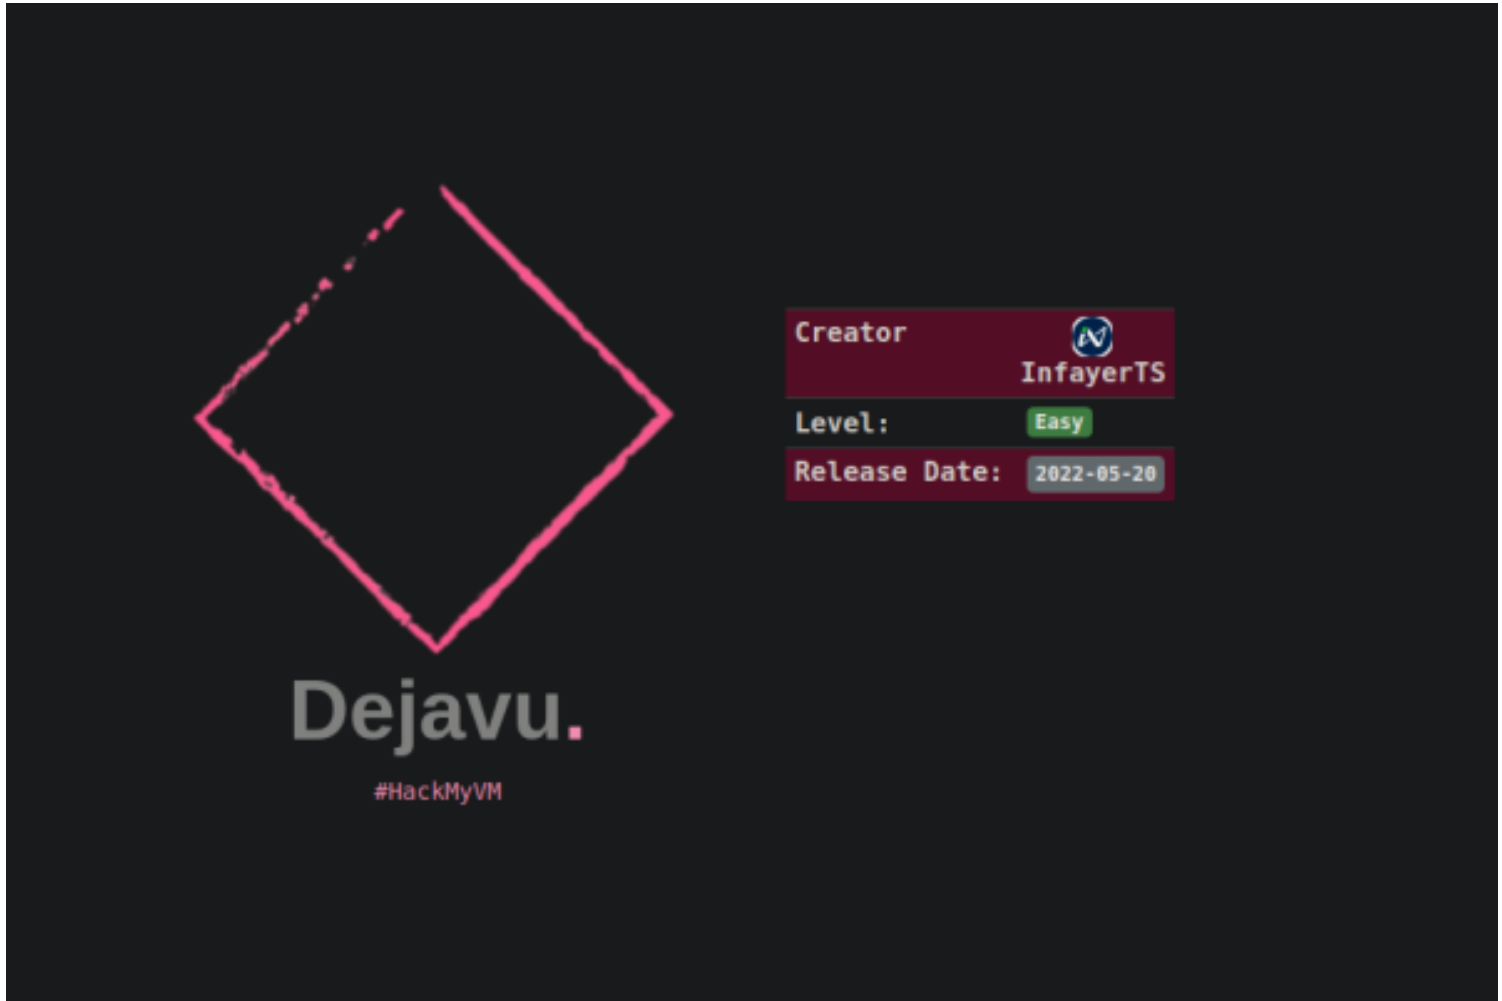 Creator
InfayerTS
Level: Easy
Release Date: 2022-05-20
Dejavu.
#HackMyVM